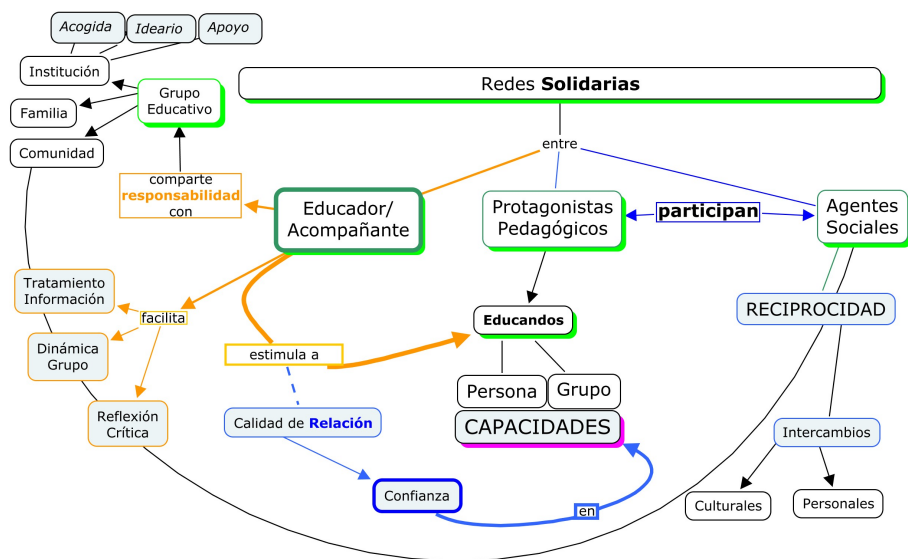 Acogida
Ideario
Apoyo
Institución
Familia
Comunidad
Grupo
Educativo
Redes Solidarias
entre
comparte
responsabilidad
con
Educador/
Acompañante
Protagonistas
Pedagógicos
participan
Agentes
Sociales
Tratamiento
Información
facilita
Dinámica
Grupo
Reflexión
Crítica
estimula a
Educandos
RECIPROCIDAD
Persona
Grupo
CAPACIDADES
Calidad de Relación
Intercambios
Confianza
en
Culturales
Personales